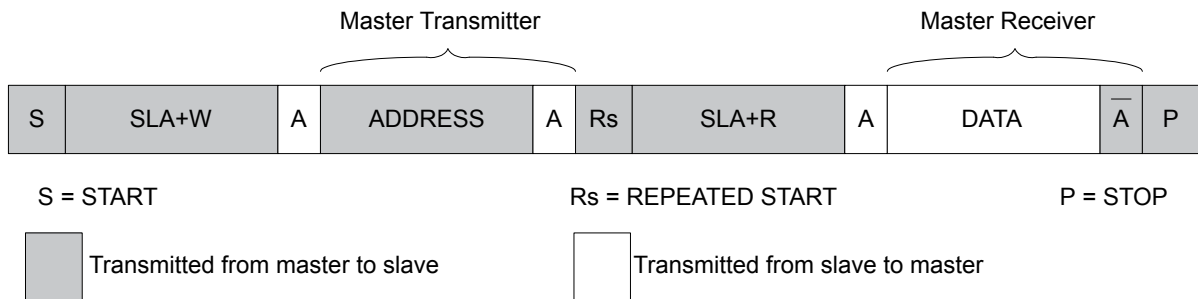 Master Transmitter Master Receiver
S SLA+W A ADDRESS A Rs SLA+R A DATA A̅ P
S = START Rs = REPEATED START P = STOP
Transmitted from master to slave Transmitted from slave to master